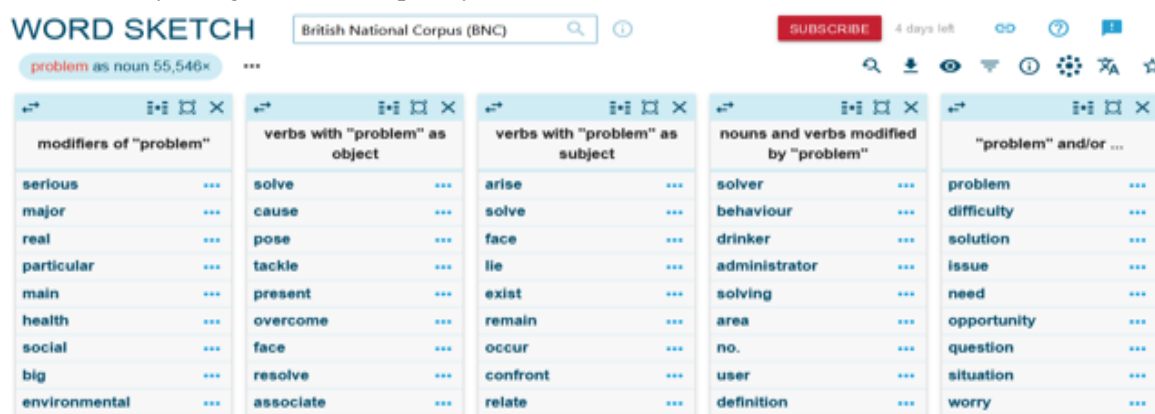 WORD SKETCH British National Corpus (BNC) SUBSCRIBE 4 days left
problem as noun 55,546×
modifiers of "problem"
serious
major
real
particular
main
health
social
big
environmental
verbs with "problem" as
object
solve
cause
pose
tackle
present
overcome
face
resolve
associate
verbs with "problem" as
subject
arise
solve
face
lie
exist
remain
occur
confront
relate
nouns and verbs modified
by "problem"
solver
behaviour
drinker
administrator
solving
area
no.
user
definition
"problem" and/or ...
problem
difficulty
solution
issue
need
opportunity
question
situation
worry